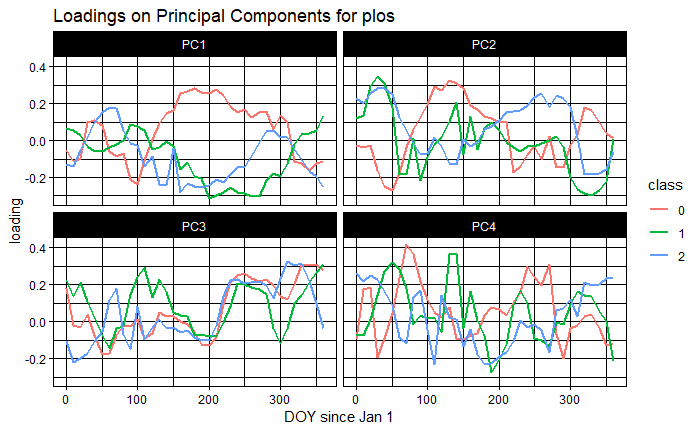 Loadings on Principal Components for plos
PC1 PC2
0.4
0.2
0.0
-0.2
PC3 PC4
0.4
0.2
0.0
-0.2
0 100 200 300 0 100 200 300
DOY since Jan 1
loading
class
0
1
2